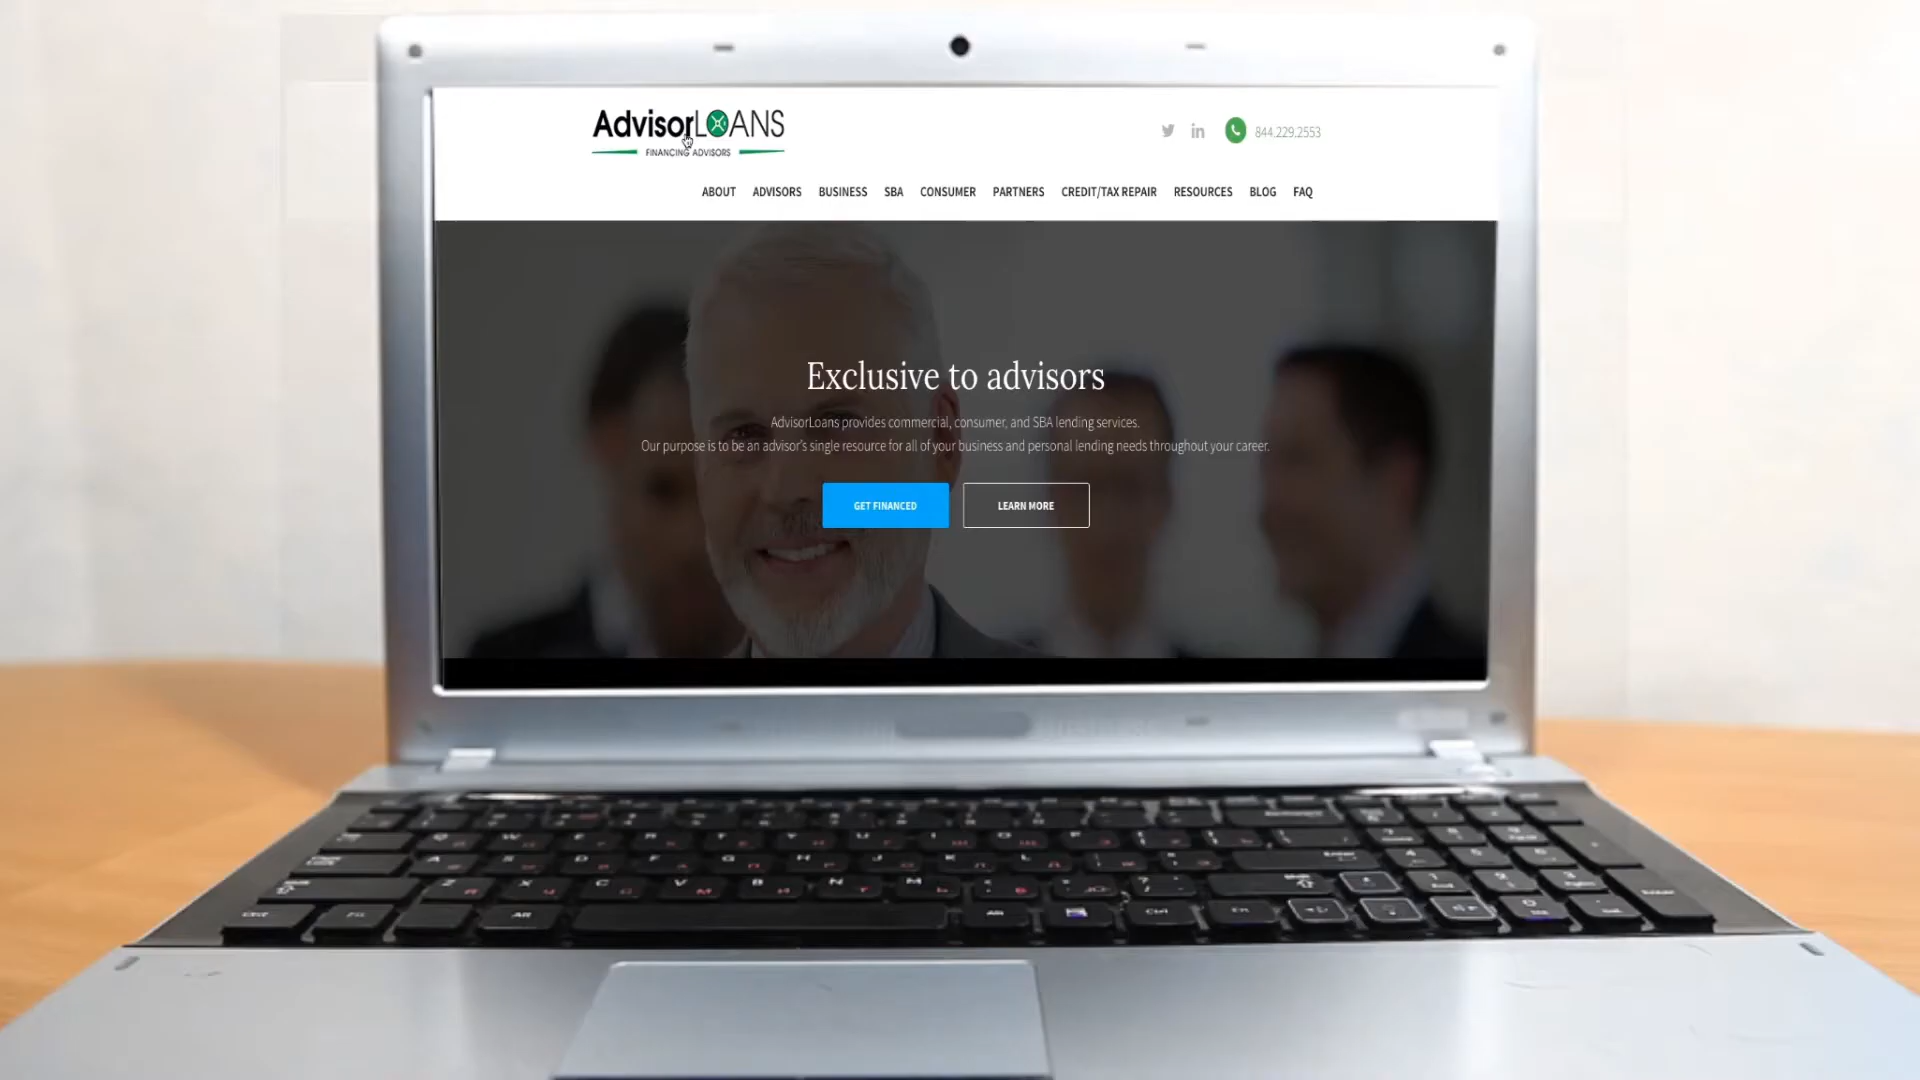 AdvisorLOANS
FINANCING ADVISORS
844.229.2553
ABOUT ADVISORS BUSINESS SBA CONSUMER PARTNERS CREDIT/TAX REPAIR RESOURCES BLOG FAQ
Exclusive to advisors
AdvisorLoans provides commercial, consumer, and SBA lending services.
Our purpose is to be an advisor's single resource for all of your business and personal lending needs throughout your career.
GET FINANCED LEARN MORE